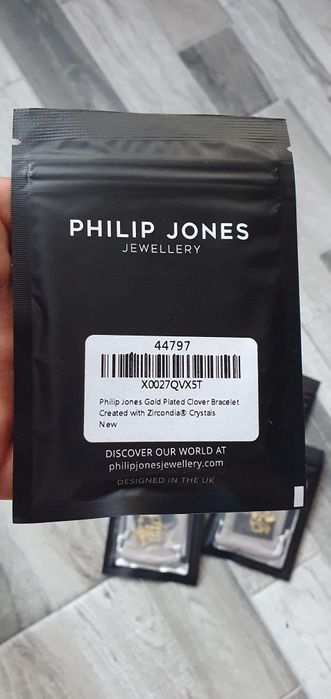 PHILIP JONES
JEWELLERY
44797
X0027QVX5T
Philip Jones Gold Plated Clover Bracelet
Created with Zircondia® Crystals
New
DISCOVER OUR WORLD AT
philipjonesjewellery.com
DESIGNED IN THE UK